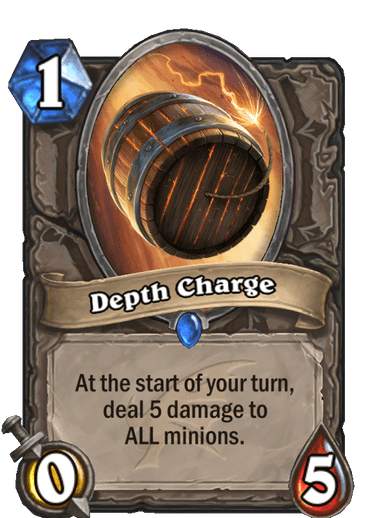 1
Depth Charge
At the start of your turn,
deal 5 damage to
ALL minions.
0
5